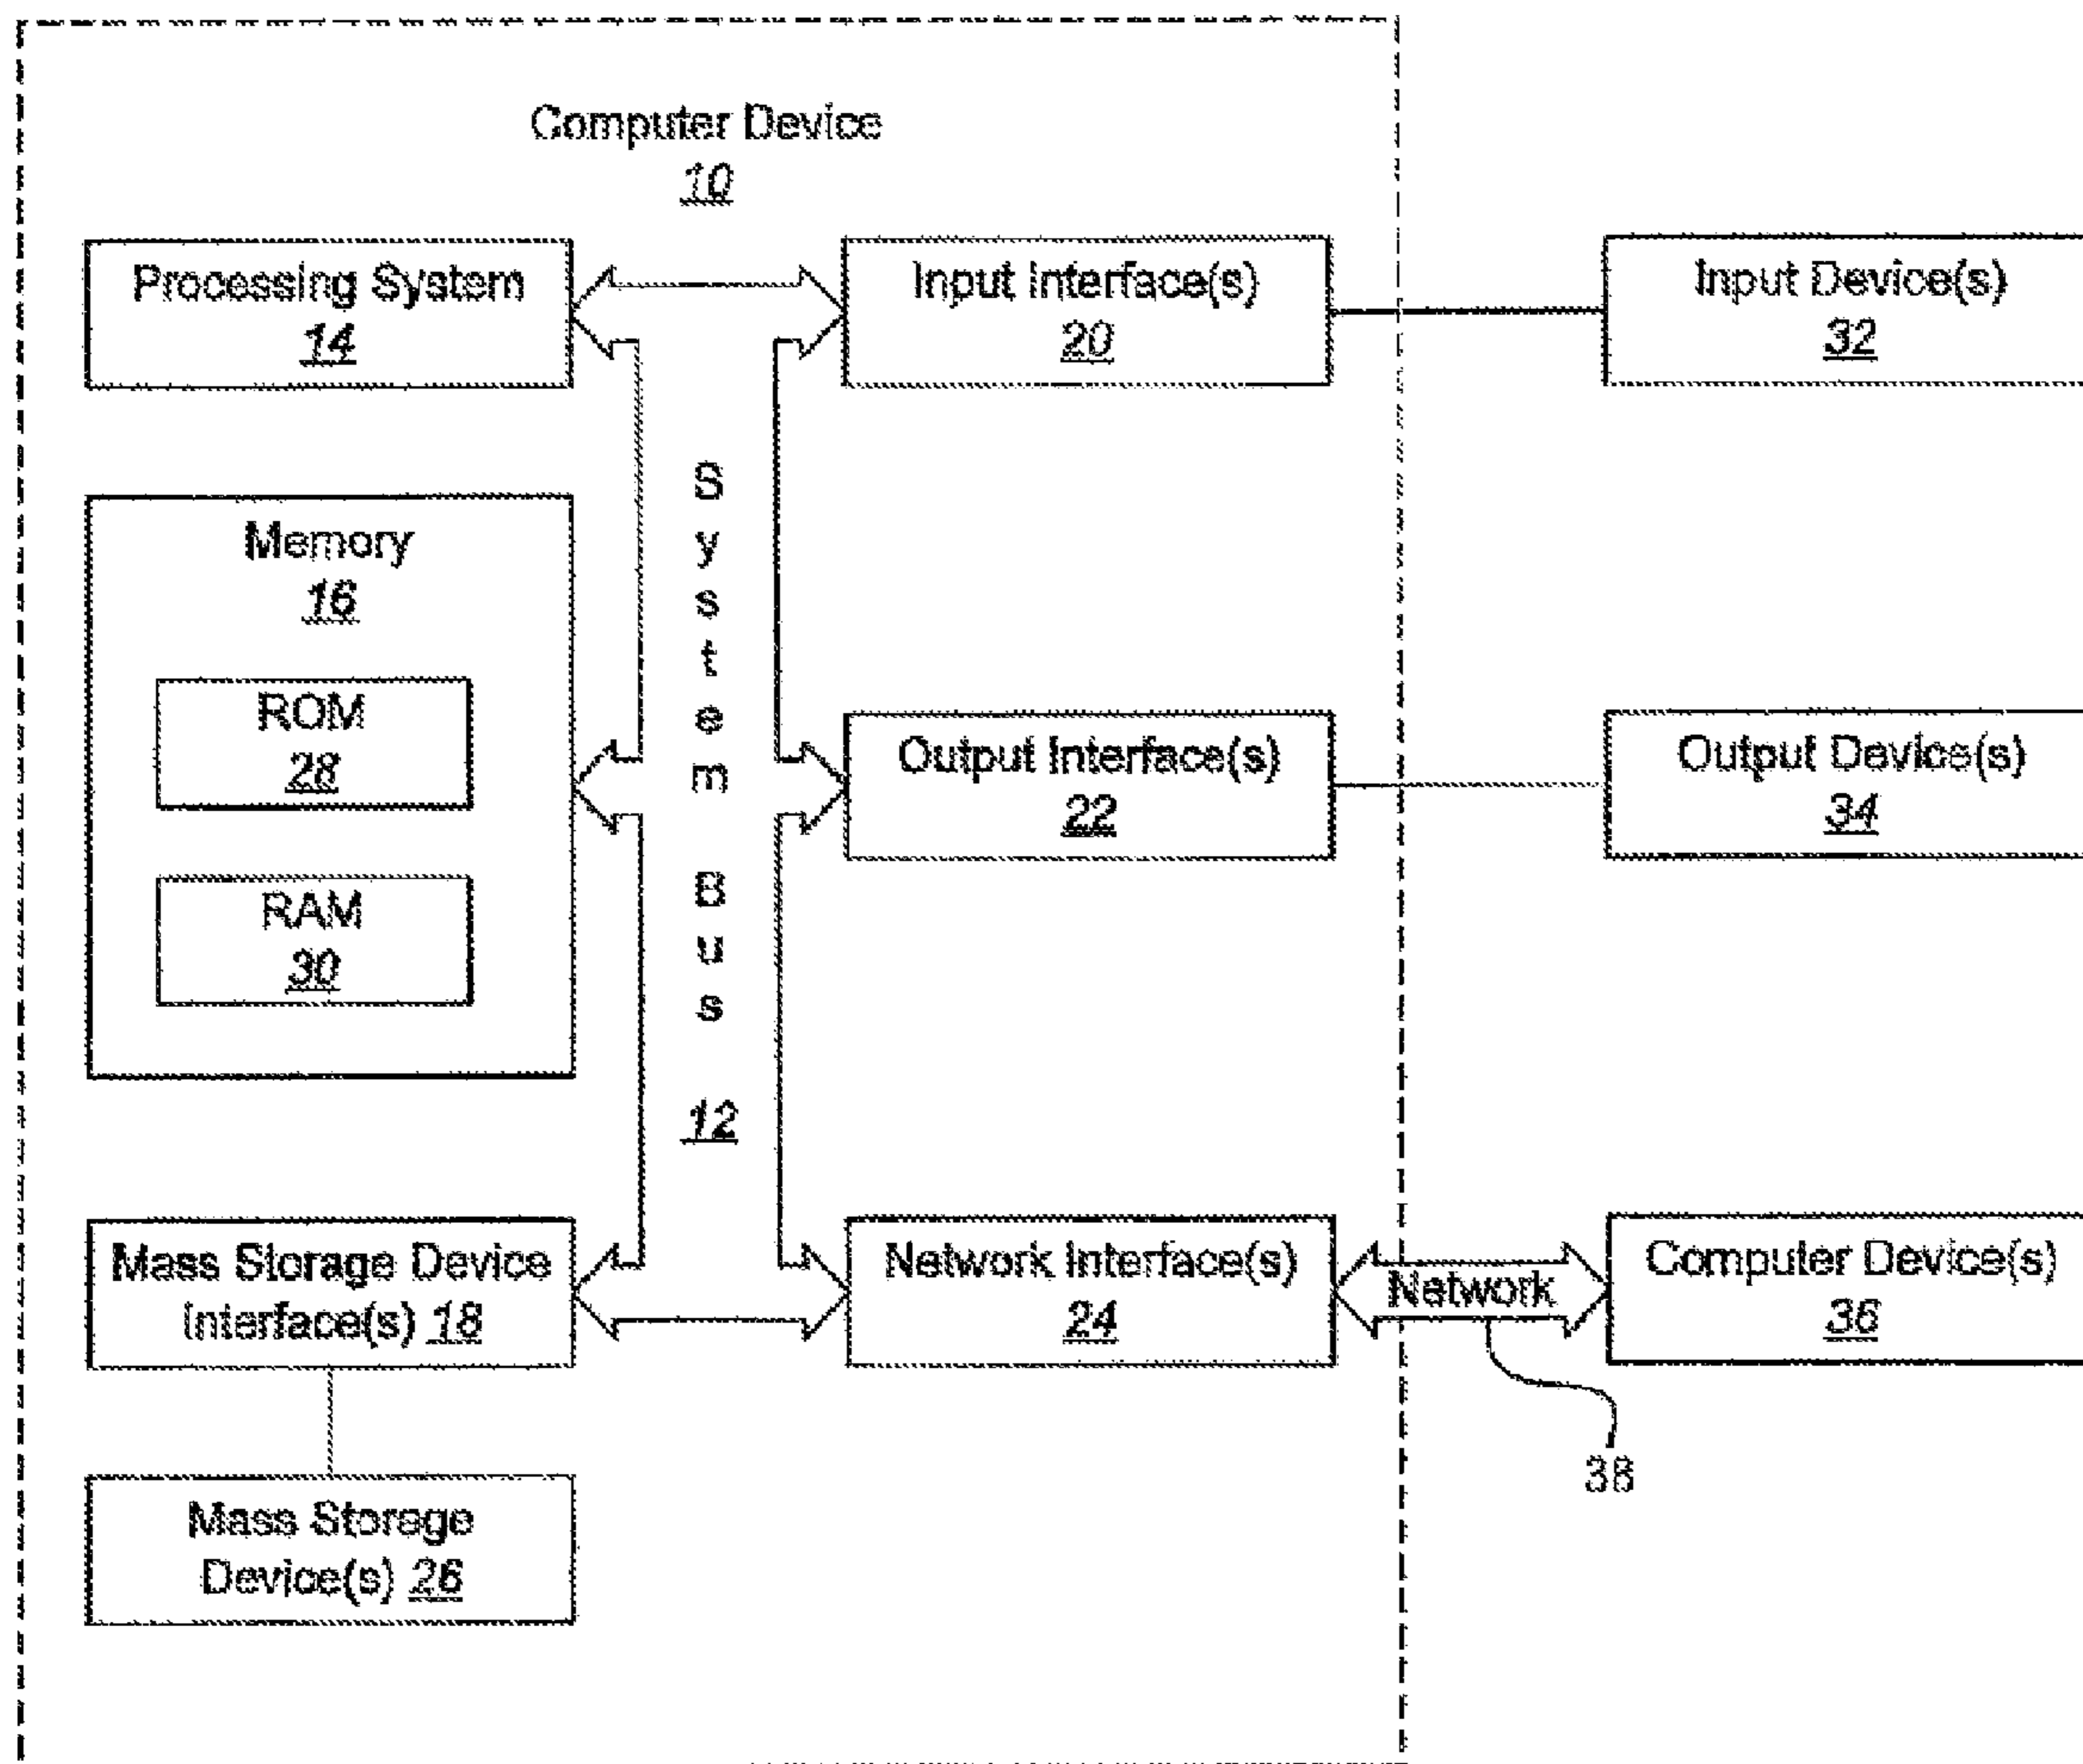 Computer Device
10
Processing System
14
Input Interface(s)
20
Input Device(s)
32
Memory
16
ROM
28
RAM
30
System Bus 12
Output Interface(s)
22
Output Device(s)
34
Mass Storage Device
Interface(s) 18
Network Interface(s)
24
Network
Computer Device(s)
36
38
Mass Storage
Device(s) 26